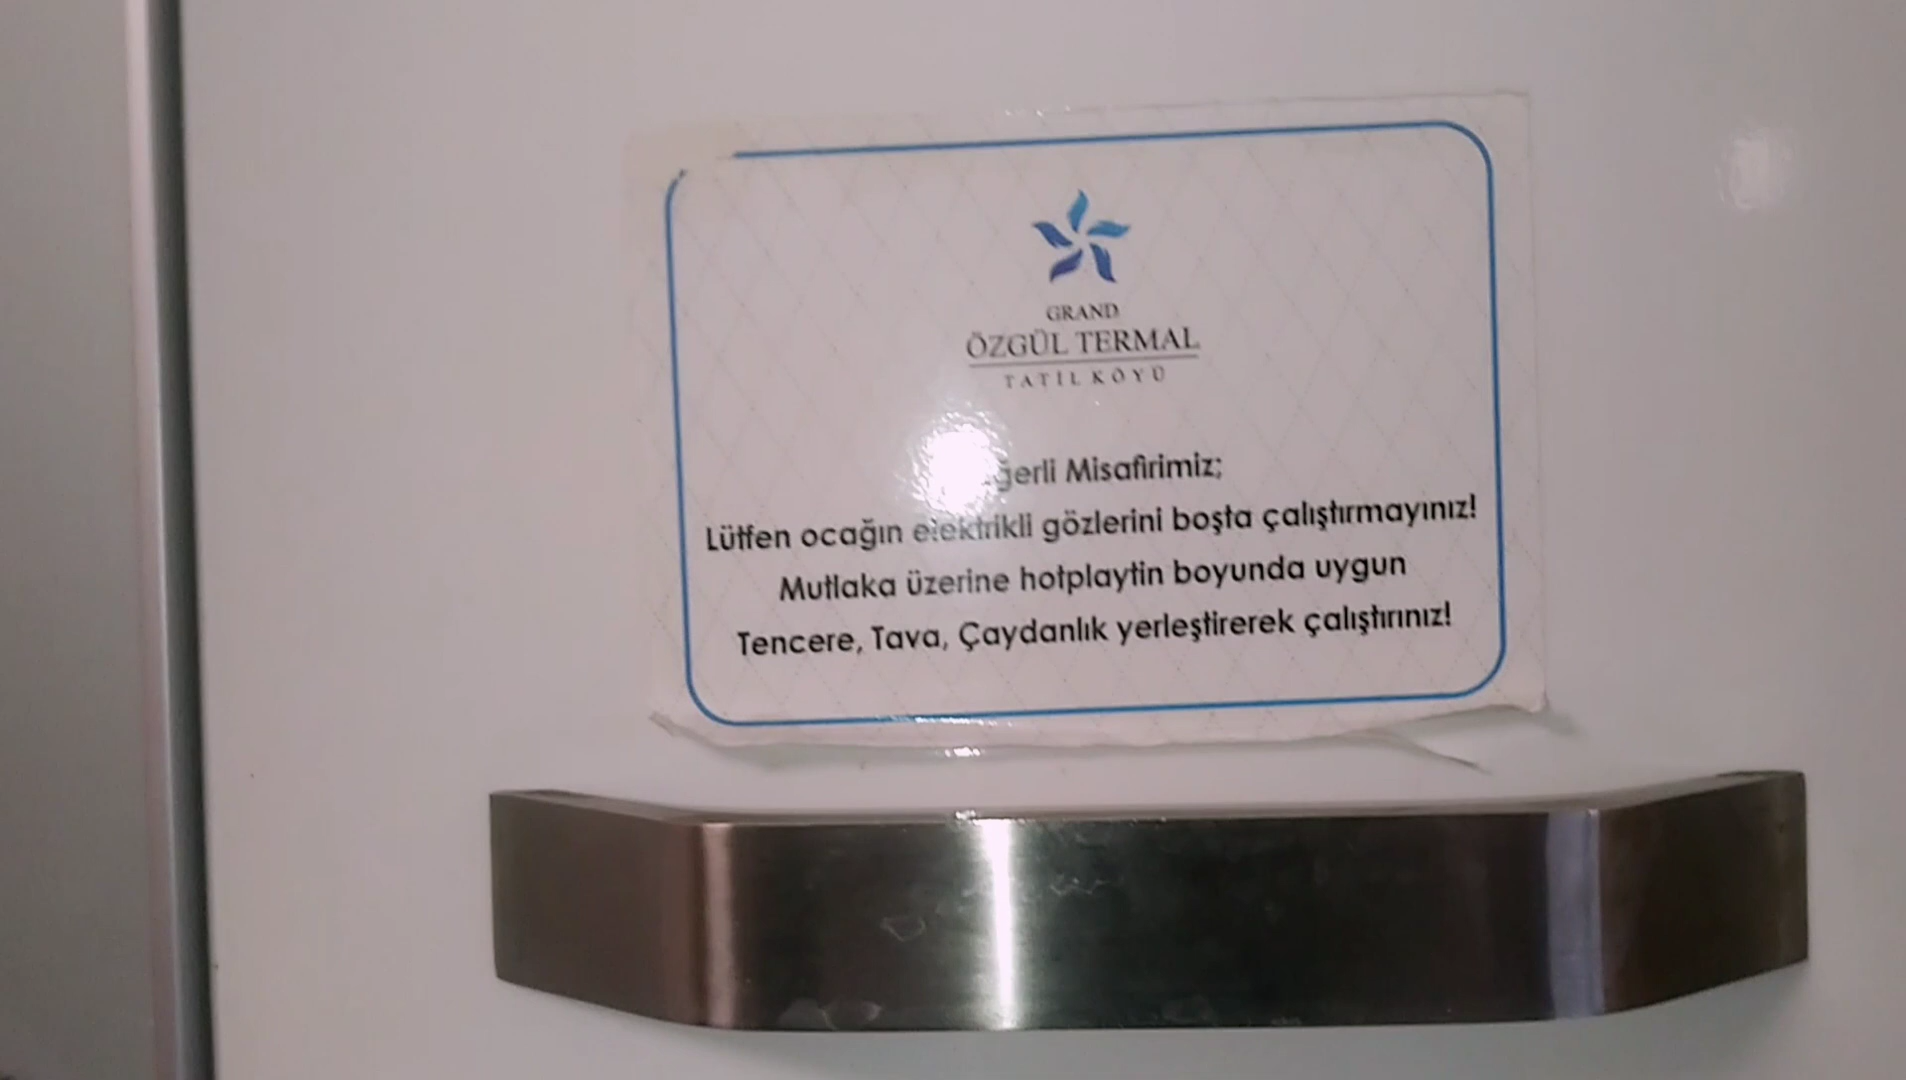 GRAND
ÖZGÜL TERMAL
TATİL KÖYÜ
Misafirimiz;
Lütfen ocağın elektrikli gözlerini boşta çalıştırmayınız!
Mutlaka üzerine hotplaytin boyunda uygun
Tencere, Tava, Çaydanlık yerleştirerek çalıştırınız!